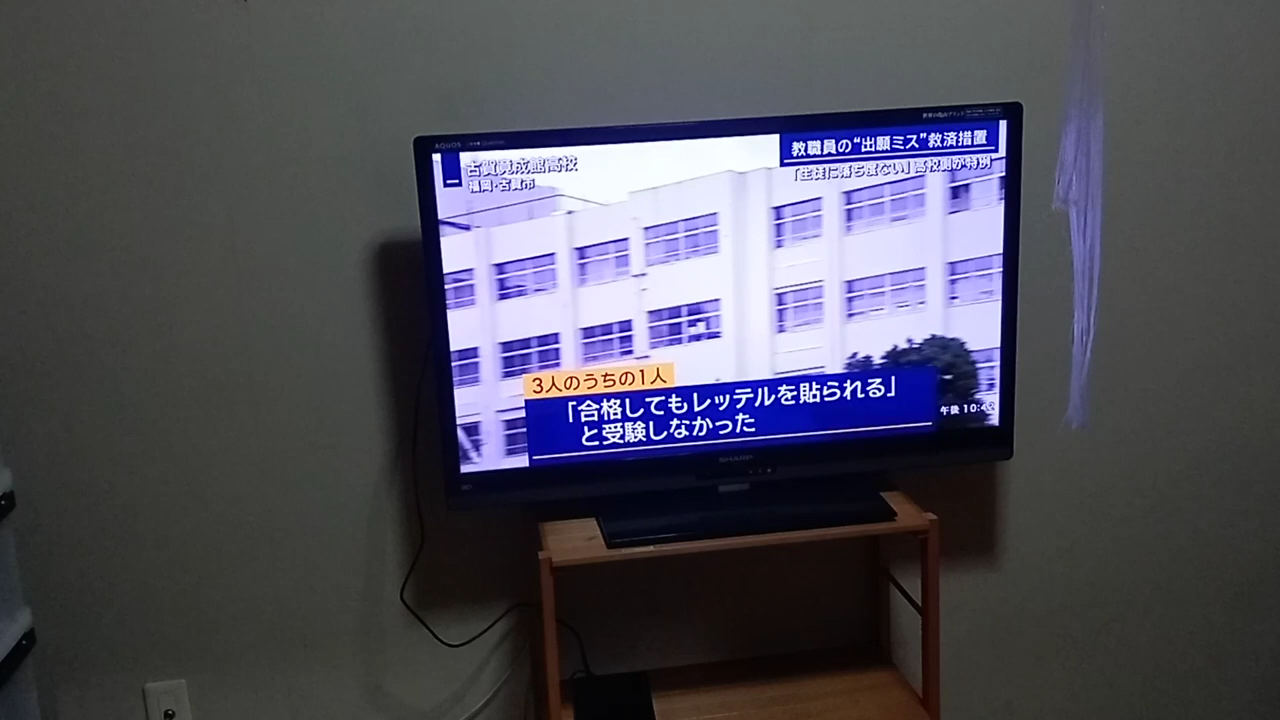 AQUOS
古賀竟成館高校
福岡・古賀市
教職員の“出願ミス”救済措置
「生徒に落ち度ない」高校側が特例
3人のうちの1人
「合格してもレッテルを貼られる」
と受験しなかった
午後 10:42
SHARP